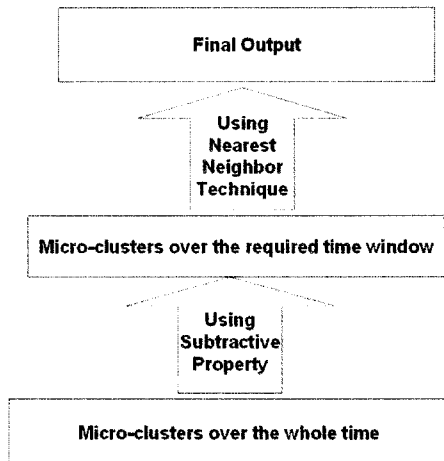 Final Output
Using
Nearest
Neighbor
Technique
Micro-clusters over the required time window
Using
Subtractive
Property
Micro-clusters over the whole time